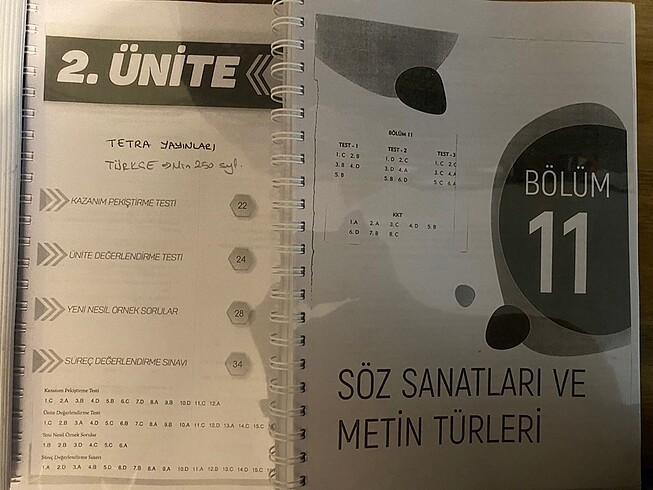 2. ÜNİTE
TETRA YAYINLARI
TÜRKÇE
KAZANIM PEKİŞTİRME TESTİ 22
ÜNİTE DEĞERLENDİRME TESTİ 24
YENİ NESİL ÖRNEK SORULAR 28
SÜREÇ DEĞERLENDİRME SINAVI 34
Kazanım Pekiştirme Testi
1.C 2.A 3.B 4.D 5.B 6.C 7.D 8.A 9.B 10.D 11.C 12.A
Ünite Değerlendirme Testi
1.C 2.B 3.A 4.D 5.C 6.B 7.C 8.B 9.B 10.A 11.C 12.D 13.A 14.C 15.C
Yeni Nesil Örnek Sorular
1.B 2.B 3.D 4.C 5.C 6.A
Süreç Değerlendirme Sınavı
1.A 2.D 3.A 4.B 5.D 6.B 7.D 8.A 9.A 10.D 11.D 12.D 13.C 14.D 15.C
BÖLÜM 11
TEST - 1
1.C 2.B
3.B 4.D
5.B
TEST - 2
1.D 2.C
3.D 4.A
5.B 6.D
TEST - 3
1.C 2.C
3.C 4.A
5.C 6.A
KKT
1.A 2.A 3.C 4.D 5.B
6.D 7.B 8.C
BÖLÜM
11
SÖZ SANATLARI VE
METİN TÜRLERİ